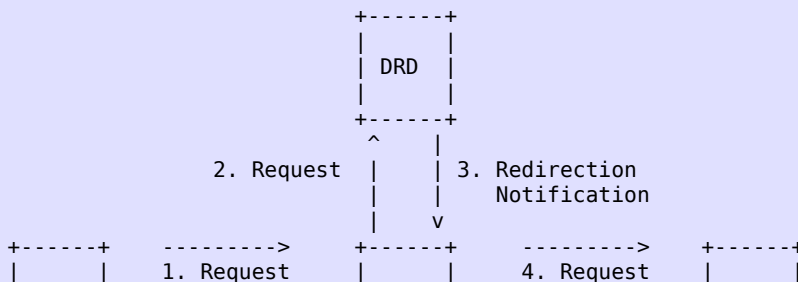 DRD
2. Request 3. Redirection
Notification
1. Request 4. Request